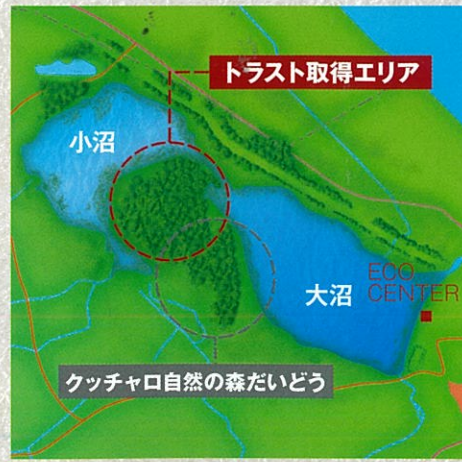 トラスト取得エリア
小沼
大沼
ECO
CENTER
クッチャロ自然の森だいどう